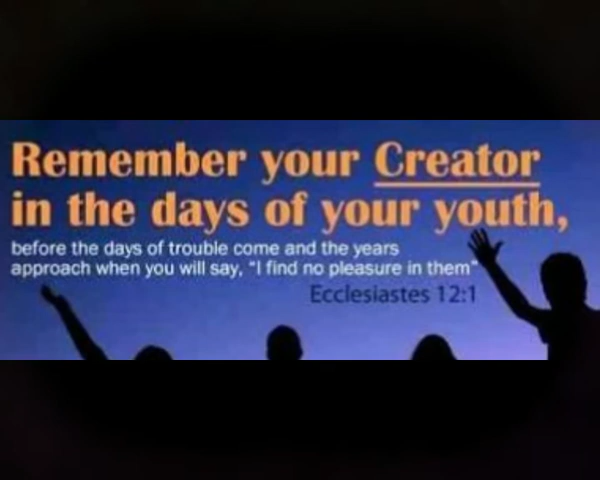 Remember your Creator
in the days of your youth,
before the days of trouble come and the years
approach when you will say, "I find no pleasure in them"
Ecclesiastes 12:1